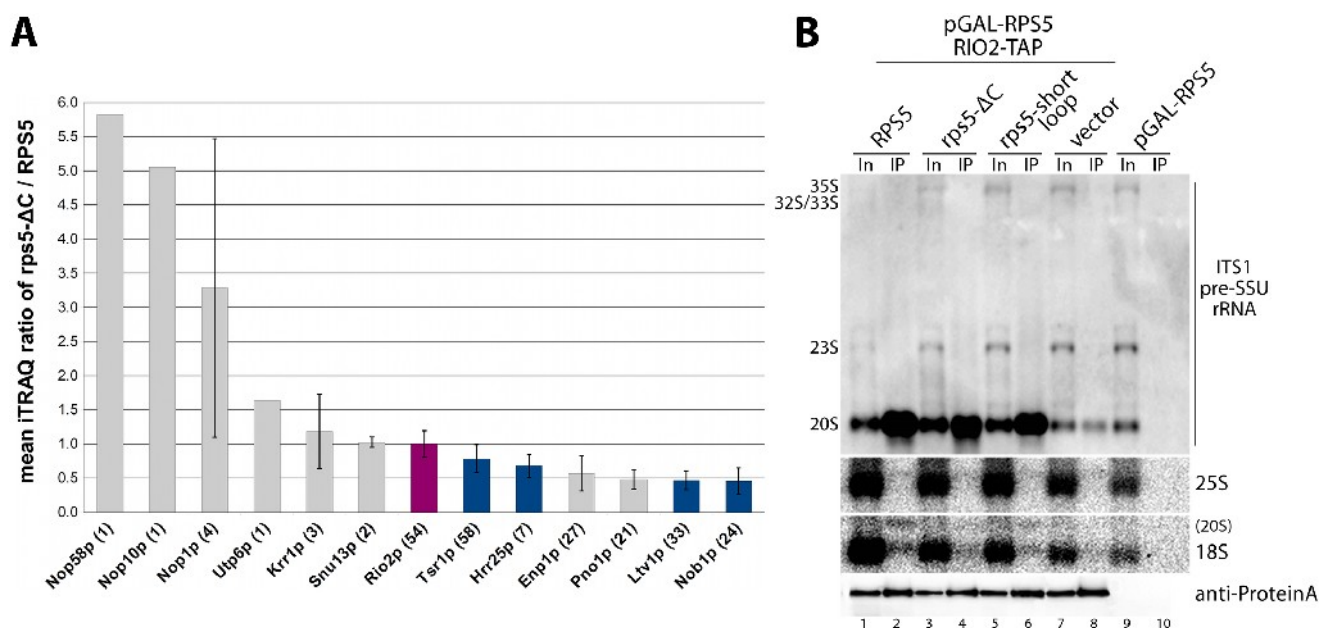 A
mean iTRAQ ratio of rps5-ΔC / RPS5
6.0
5.5
5.0
4.5
4.0
3.5
3.0
2.5
2.0
1.5
1.0
0.5
0.0
Nop58p (1)
Nop10p (1)
Nop1p (4)
Utp6p (1)
Krr1p (3)
Snu13p (2)
Rio2p (54)
Tsr1p (58)
Hrr25p (7)
Enp1p (27)
Pno1p (21)
Ltv1p (33)
Nob1p (24)
B
pGAL-RPS5
RIO2-TAP
RPS5
rps5-ΔC
rps5-short
loop
vector
pGAL-RPS5
In IP In IP In IP In IP In IP
35S
32S/33S
23S
20S
ITS1
pre-SSU
rRNA
25S
(20S)
18S
anti-ProteinA
1 2 3 4 5 6 7 8 9 10